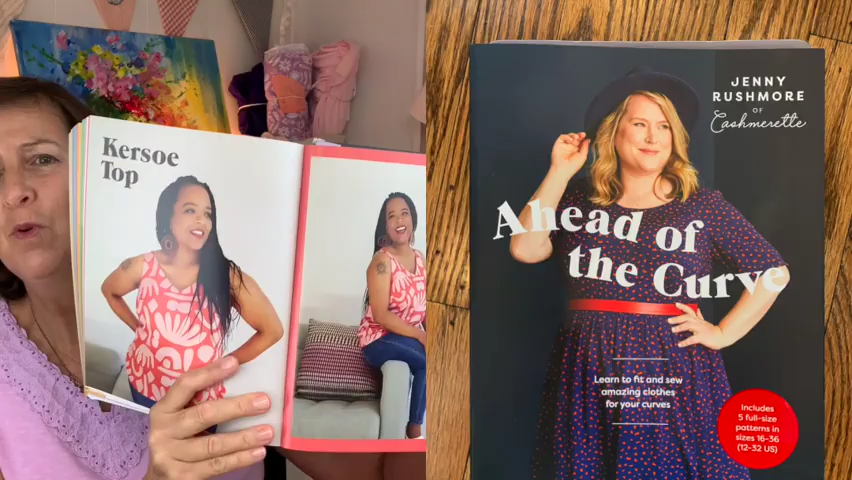 Kersoe
Top
JENNY
RUSHMORE
OF
Cashmerette
Ahead of
the Curve
Learn to fit and sew
amazing clothes
for your curves
Includes
5 full-size
patterns in
sizes 16-36
(12-32 US)